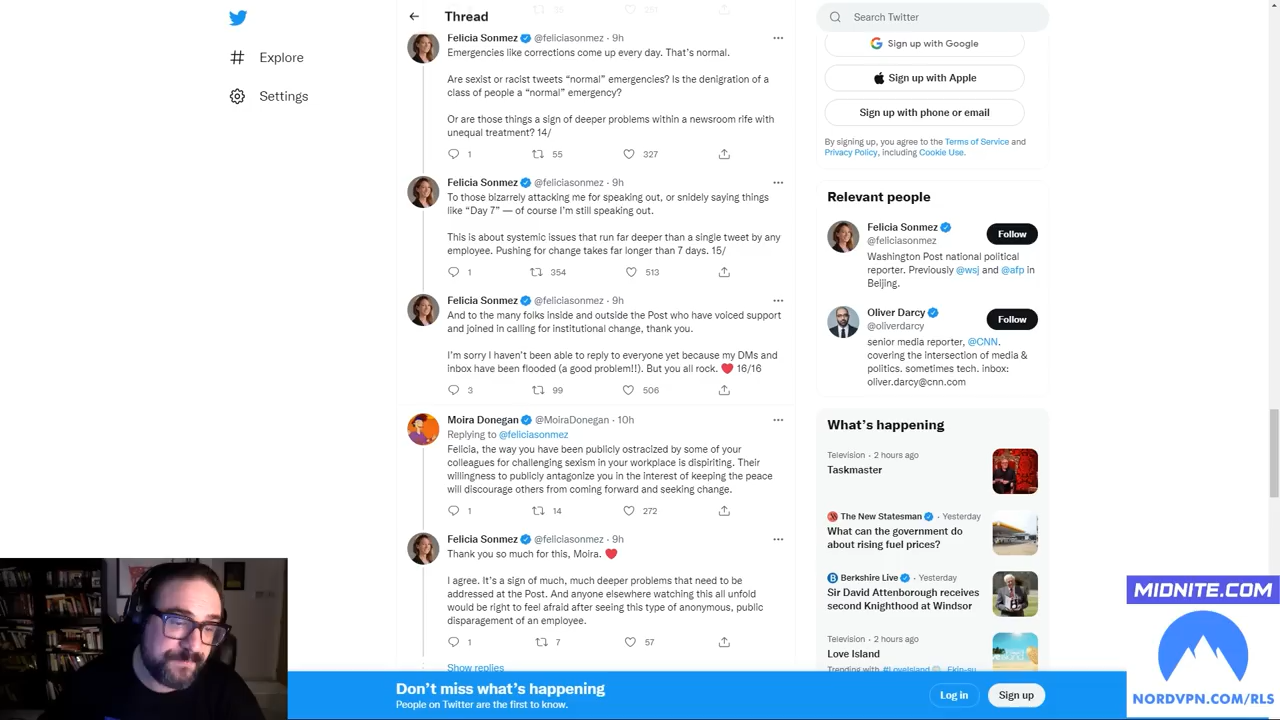 Explore
Settings
Thread
Felicia Sonmez @feliciasonmez · 9h
Emergencies like corrections come up every day. That's normal.
Are sexist or racist tweets “normal” emergencies? Is the denigration of a
class of people a “normal” emergency?
Or are those things a sign of deeper problems within a newsroom rife with
unequal treatment? 14/
1 55 327
Felicia Sonmez @feliciasonmez · 9h
To those bizarrely attacking me for speaking out, or snidely saying things
like “Day 7” — of course I'm still speaking out.
This is about systemic issues that run far deeper than a single tweet by any
employee. Pushing for change takes far longer than 7 days. 15/
1 354 513
Felicia Sonmez @feliciasonmez · 9h
And to the many folks inside and outside the Post who have voiced support
and joined in calling for institutional change, thank you.
I'm sorry I haven't been able to reply to everyone yet because my DMs and
inbox have been flooded (a good problem!!). But you all rock. ❤️ 16/16
3 99 506
Moira Donegan @MoiraDonegan · 10h
Replying to @feliciasonmez
Felicia, the way you have been publicly ostracized by some of your
colleagues for challenging sexism in your workplace is dispiriting. Their
willingness to publicly antagonize you in the interest of keeping the peace
will discourage others from coming forward and seeking change.
1 14 272
Felicia Sonmez @feliciasonmez · 9h
Thank you so much for this, Moira. ❤️
I agree. It's a sign of much, much deeper problems that need to be
addressed at the Post. And anyone elsewhere watching this all unfold
would be right to feel afraid after seeing this type of anonymous, public
disparagement of an employee.
1 7 57
Show replies
Search Twitter
Sign up with Google
Sign up with Apple
Sign up with phone or email
By signing up, you agree to the Terms of Service and
Privacy Policy, including Cookie Use.
Relevant people
Felicia Sonmez
@feliciasonmez
Follow
Washington Post national political
reporter. Previously @wsj and @afp in
Beijing.
Oliver Darcy
@oliverdarcy
Follow
senior media reporter, @CNN.
covering the intersection of media &
politics. sometimes tech. inbox:
oliver.darcy@cnn.com
What's happening
Television · 2 hours ago
Taskmaster
The New Statesman · Yesterday
What can the government do
about rising fuel prices?
Berkshire Live · Yesterday
Sir David Attenborough receives
second Knighthood at Windsor
Television · 2 hours ago
Love Island
Trending with #LoveIsland
Don't miss what's happening
People on Twitter are the first to know.
Log in
Sign up
MIDNITE.COM
NORDVPN.COM/RLS